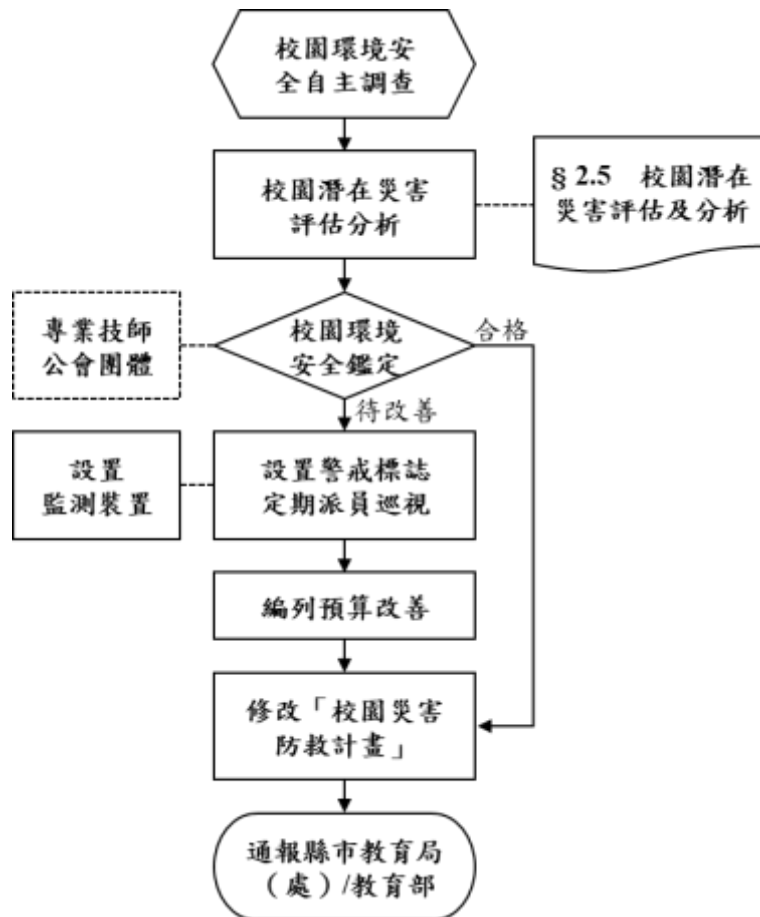 校園環境安
全自主調查
校園潛在災害
評估分析
§ 2.5 校園潛在
災害評估及分析
專業技師
公會團體
校園環境
安全鑑定
合格
待改善
設置
監測裝置
設置警戒標誌
定期派員巡視
編列預算改善
修改「校園災害
防救計畫」
通報縣市教育局
（處）/教育部